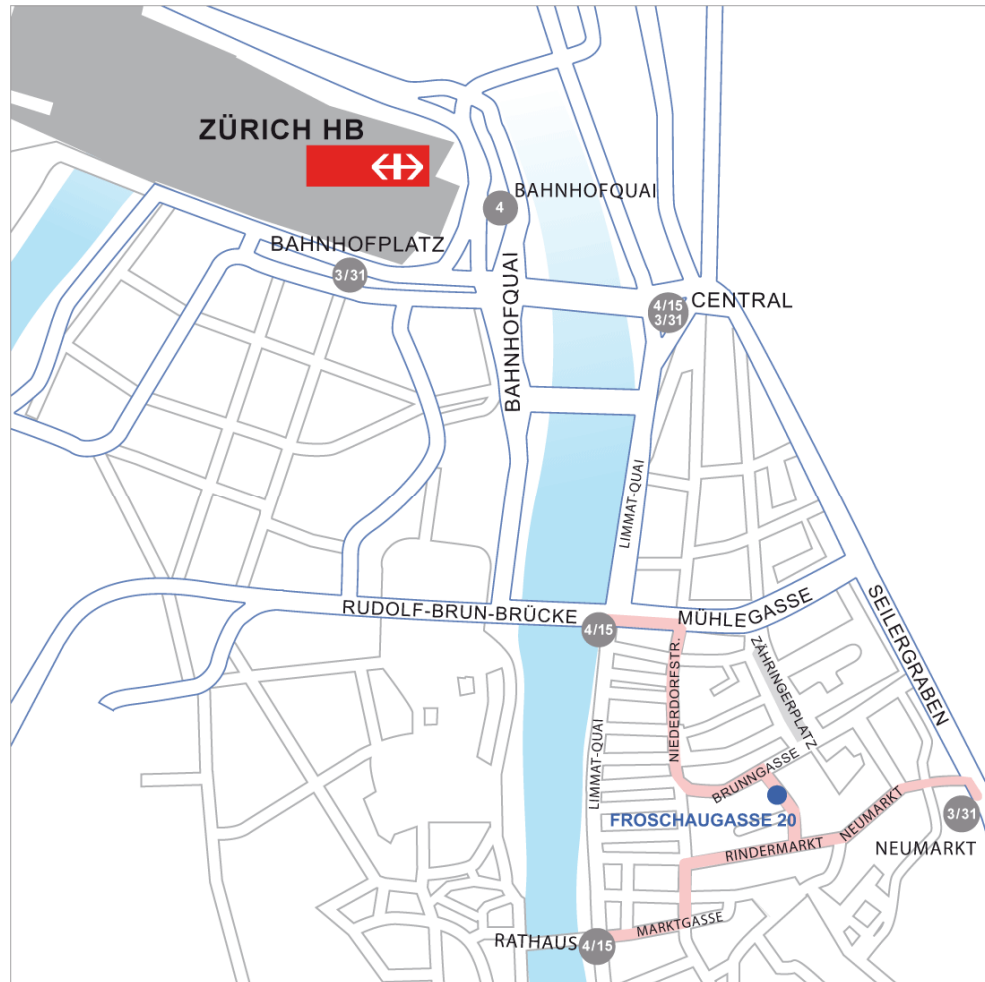 ZÜRICH HB
BAHNHOFQUAI
4
BAHNHOFPLATZ
3/31
BAHNHOFQUAI
4/15
3/31
CENTRAL
LIMMAT-QUAI
RUDOLF-BRUN-BRÜCKE
4/15
MÜHLEGASSE
SEILERGRABEN
ZÄHRINGERPLATZ
NIEDERDORFSTR.
LIMMAT-QUAI
BRUNNGASSE
FROSCHAUGASSE 20
NEUMARKT
3/31
NEUMARKT
RINDERMARKT
MARKTGASSE
RATHAUS
4/15